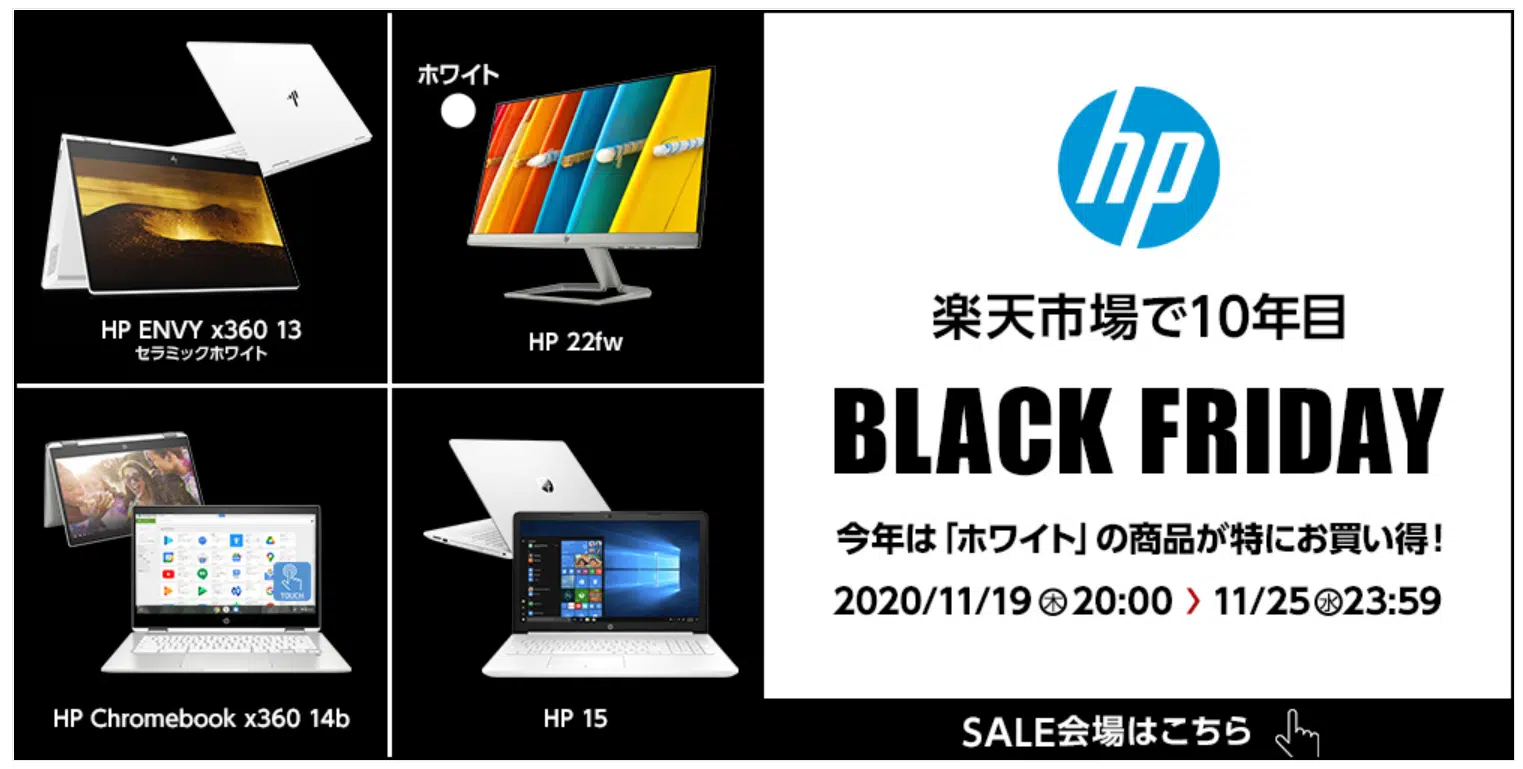 ホワイト
HP ENVY x360 13
セラミックホワイト
HP 22fw
TOUCH
HP Chromebook x360 14b
HP 15
hp
楽天市場で10年目
BLACK FRIDAY
今年は「ホワイト」の商品が特にお買い得!
2020/11/19㊍20:00 > 11/25㊌23:59
SALE会場はこちら